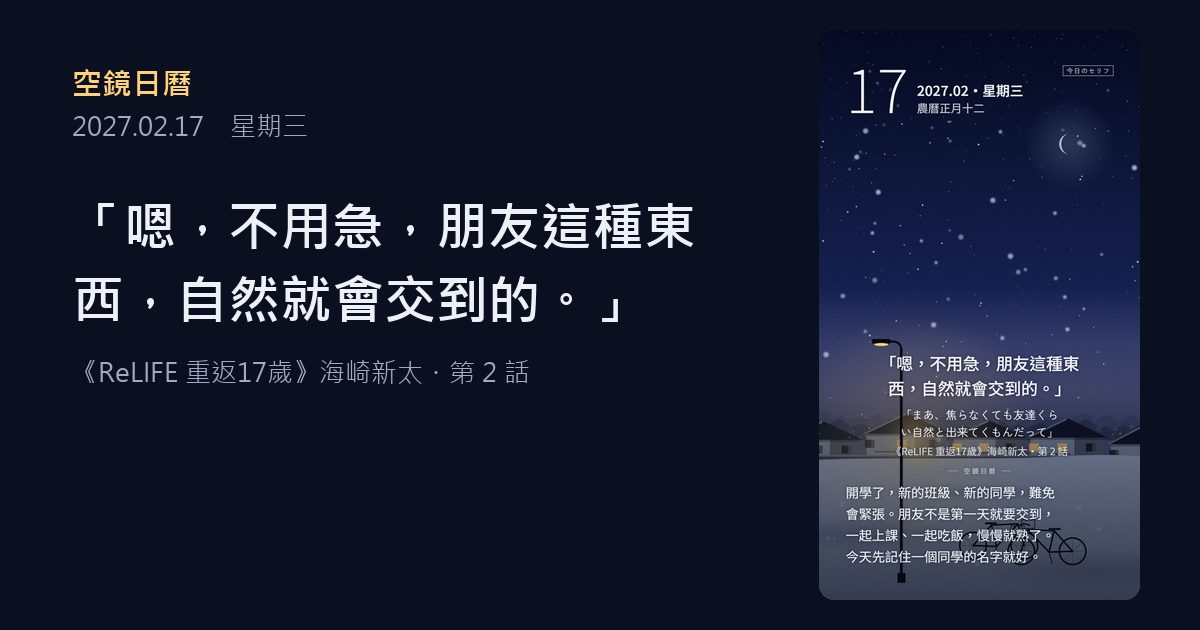 空鏡日曆
2027.02.17 星期三
「嗯，不用急，朋友這種東
西，自然就會交到的。」
《ReLIFE 重返17歲》海崎新太・第 2 話
17
2027.02・星期三
農曆正月十二
今日のセリフ
「嗯，不用急，朋友這種東
西，自然就會交到的。」
「まあ、焦らなくても友達くら
い自然と出来てくもんだって」
《ReLIFE 重返17歲》海崎新太・第 2 話
— 空鏡日曆 —
開學了，新的班級、新的同學，難免
會緊張。朋友不是第一天就要交到，
一起上課、一起吃飯，慢慢就熟了。
今天先記住一個同學的名字就好。